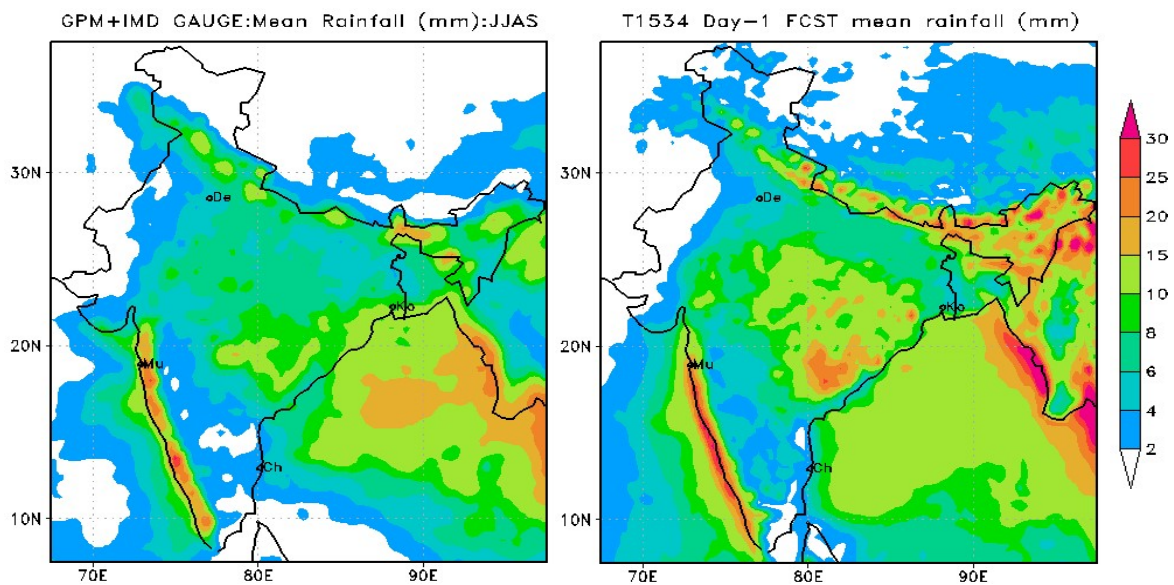 GPM+IMD GAUGE:Mean Rainfall (mm):JJAS
T1534 Day-1 FCST mean rainfall (mm)
30N
20N
10N
De
Ko
Mu
Ch
70E
80E
90E
30N
20N
10N
De
Ko
Mu
Ch
70E
80E
90E
30
25
20
15
10
8
6
4
2